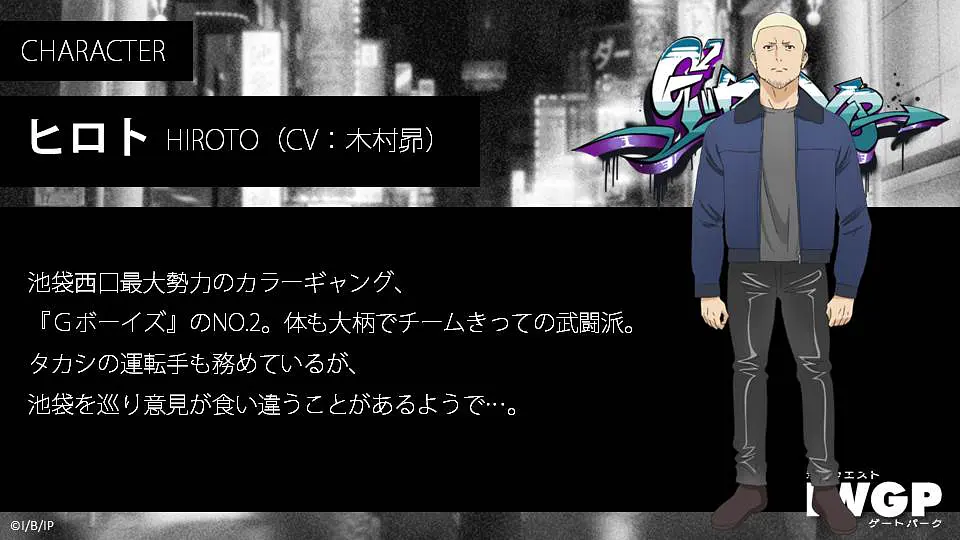 CHARACTER
ヒロト HIROTO（CV：木村昴）
池袋西口最大勢力のカラーギャング、
『Gボーイズ』のNO.2。体も大柄でチームきっての武闘派。
タカシの運転手も務めているが、
池袋を巡り意見が食い違うことがあるようで…。
ウエスト
IWGP
ゲートパーク
©I/B/IP